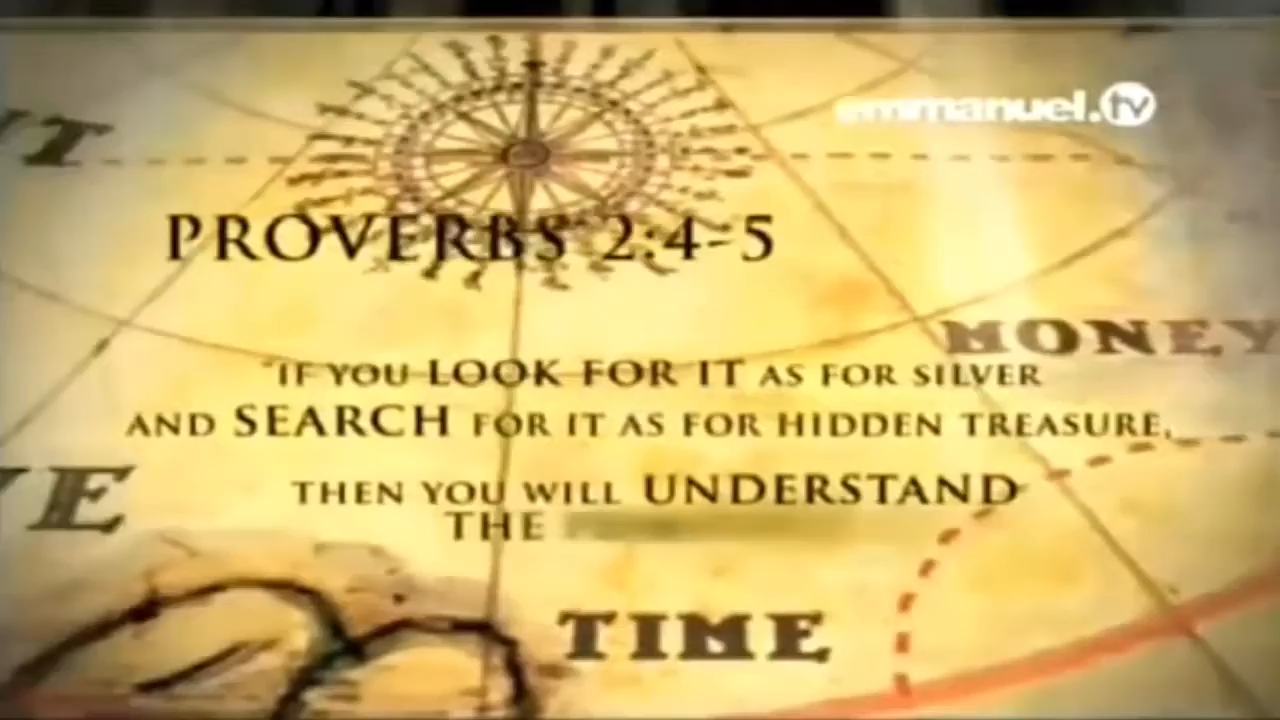 emmanuel.tv
PROVERBS 2:4-5
MONEY
"IF YOU LOOK FOR IT AS FOR SILVER
AND SEARCH FOR IT AS FOR HIDDEN TREASURE,
THEN YOU WILL UNDERSTAND
THE
TIME